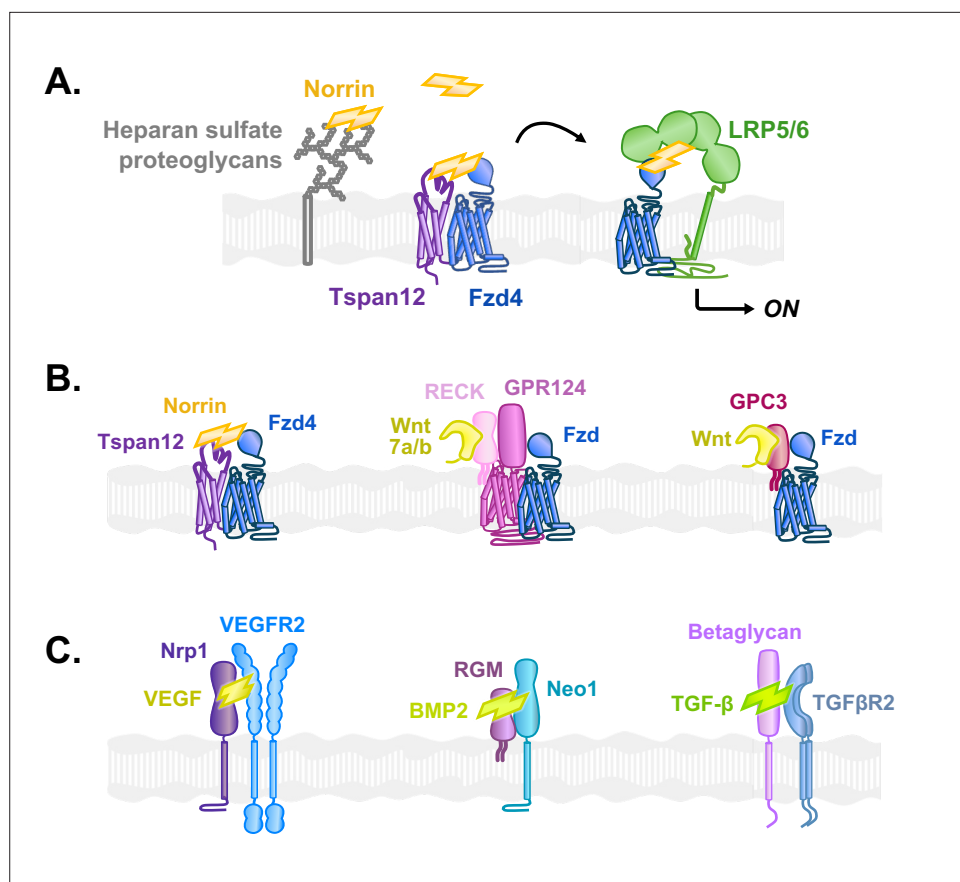 A.
Norrin
Heparan sulfate
proteoglycans
LRP5/6
Tspan12
Fzd4
ON
B.
Norrin
Fzd4
Tspan12
RECK
GPR124
Wnt
7a/b
Fzd
GPC3
Wnt
Fzd
C.
VEGFR2
Nrp1
VEGF
RGM
Neo1
BMP2
Betaglycan
TGF-β
TGFβR2